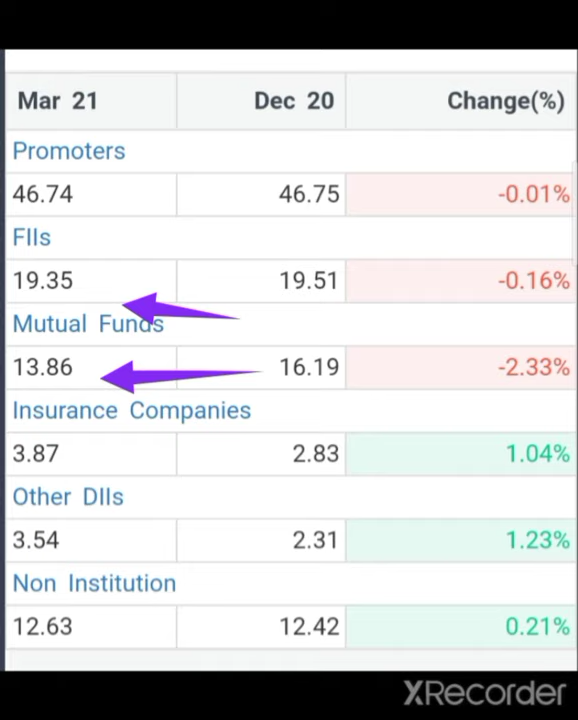 Mar 21 Dec 20 Change(%)
Promoters
46.74 46.75 -0.01%
FIIs
19.35 19.51 -0.16%
Mutual Funds
13.86 16.19 -2.33%
Insurance Companies
3.87 2.83 1.04%
Other DIIs
3.54 2.31 1.23%
Non Institution
12.63 12.42 0.21%
XRecorder